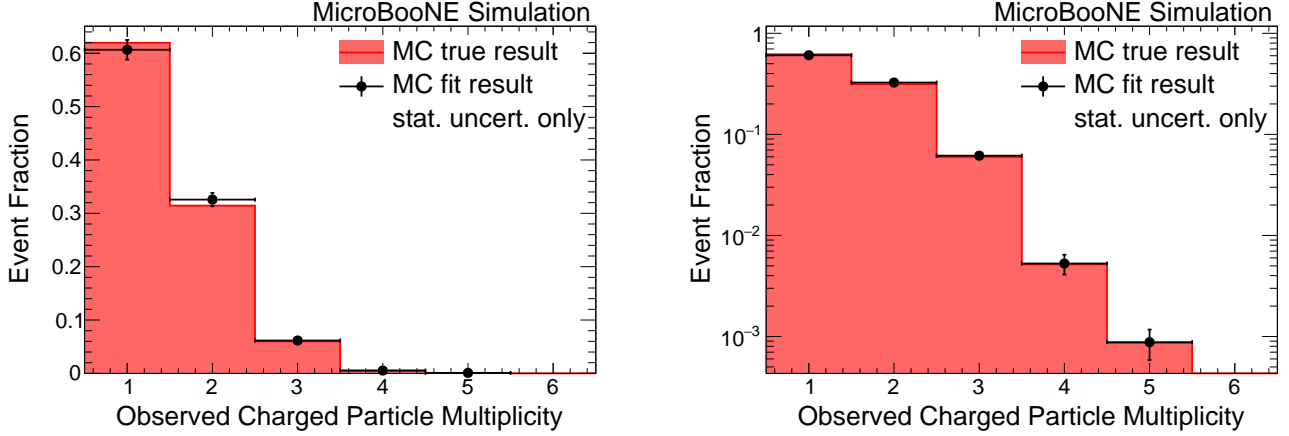 MicroBooNE Simulation
MC true result
MC fit result
stat. uncert. only
Event Fraction
0.6
0.5
0.4
0.3
0.2
0.1
0
1 2 3 4 5 6
Observed Charged Particle Multiplicity
MicroBooNE Simulation
MC true result
MC fit result
stat. uncert. only
Event Fraction
1
10⁻¹
10⁻²
10⁻³
1 2 3 4 5 6
Observed Charged Particle Multiplicity